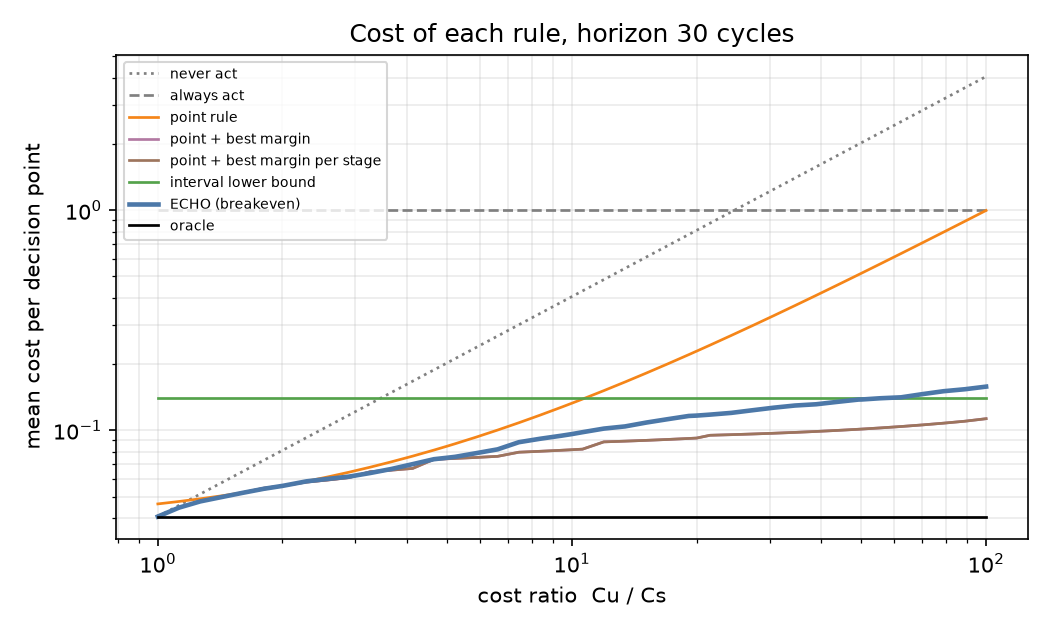 Cost of each rule, horizon 30 cycles
never act
always act
point rule
point + best margin
point + best margin per stage
interval lower bound
ECHO (breakeven)
oracle
mean cost per decision point
10⁰
10⁻¹
10⁰
10¹
10²
cost ratio  Cu / Cs